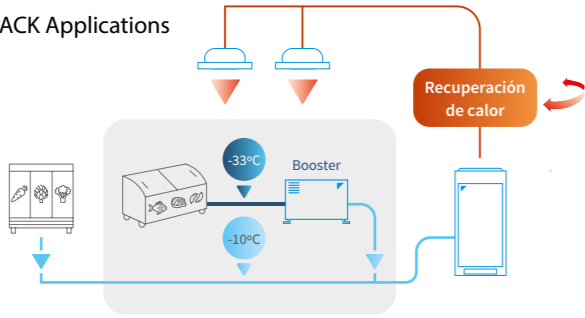 ACK Applications
Recuperación
de calor
-33ºC
Booster
-10ºC